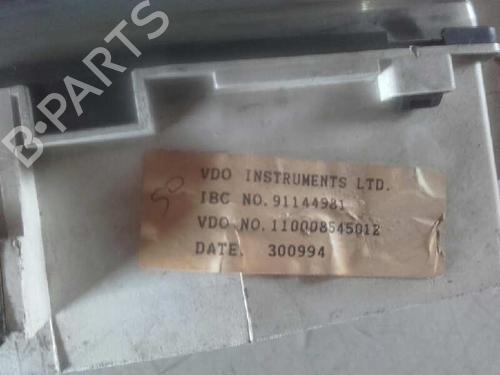 B-PARTS
50
VDO INSTRUMENTS LTD.
IBC NO. 91144981
VDO NO. 110008545012
DATE. 300994